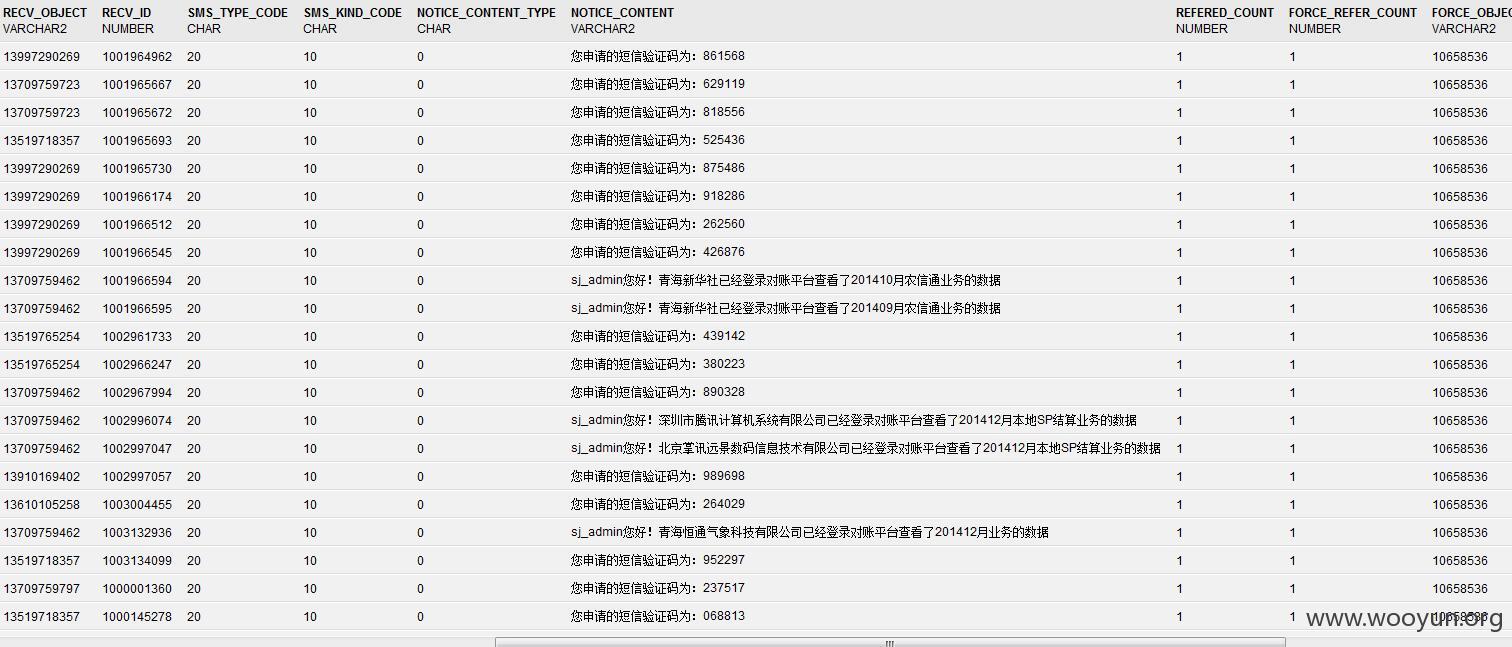 RECV_OBJECT RECV_ID SMS_TYPE_CODE SMS_KIND_CODE NOTICE_CONTENT_TYPE NOTICE_CONTENT REFERED_COUNT FORCE_REFER_COUNT FORCE_OBJEC
VARCHAR2 NUMBER CHAR CHAR CHAR VARCHAR2 NUMBER NUMBER VARCHAR2
13997290269 1001964962 20 10 0 您申请的短信验证码为：861568 1 1 10658536
13709759723 1001965667 20 10 0 您申请的短信验证码为：629119 1 1 10658536
13709759723 1001965672 20 10 0 您申请的短信验证码为：818556 1 1 10658536
13519718357 1001965693 20 10 0 您申请的短信验证码为：525436 1 1 10658536
13997290269 1001965730 20 10 0 您申请的短信验证码为：875486 1 1 10658536
13997290269 1001966174 20 10 0 您申请的短信验证码为：918286 1 1 10658536
13997290269 1001966512 20 10 0 您申请的短信验证码为：262560 1 1 10658536
13997290269 1001966545 20 10 0 您申请的短信验证码为：426876 1 1 10658536
13709759462 1001966594 20 10 0 sj_admin您好！青海新华社已经登录对账平台查看了201410月农信通业务的数据 1 1 10658536
13709759462 1001966595 20 10 0 sj_admin您好！青海新华社已经登录对账平台查看了201409月农信通业务的数据 1 1 10658536
13519765254 1002961733 20 10 0 您申请的短信验证码为：439142 1 1 10658536
13519765254 1002966247 20 10 0 您申请的短信验证码为：380223 1 1 10658536
13709759462 1002967994 20 10 0 您申请的短信验证码为：890328 1 1 10658536
13709759462 1002996074 20 10 0 sj_admin您好！深圳市腾讯计算机系统有限公司已经登录对账平台查看了201412月本地SP结算业务的数据 1 1 10658536
13709759462 1002997047 20 10 0 sj_admin您好！北京掌讯远景数码信息技术有限公司已经登录对账平台查看了201412月本地SP结算业务的数据 1 1 10658536
13910169402 1002997057 20 10 0 您申请的短信验证码为：989698 1 1 10658536
13610105258 1003004455 20 10 0 您申请的短信验证码为：264029 1 1 10658536
13709759462 1003132936 20 10 0 sj_admin您好！青海恒通气象科技有限公司已经登录对账平台查看了201412月业务的数据 1 1 10658536
13519718357 1003134099 20 10 0 您申请的短信验证码为：952297 1 1 10658536
13709759797 1000001360 20 10 0 您申请的短信验证码为：237517 1 1 10658536
13519718357 1000145278 20 10 0 您申请的短信验证码为：068813 1 1 10658536
www.wooyun.org